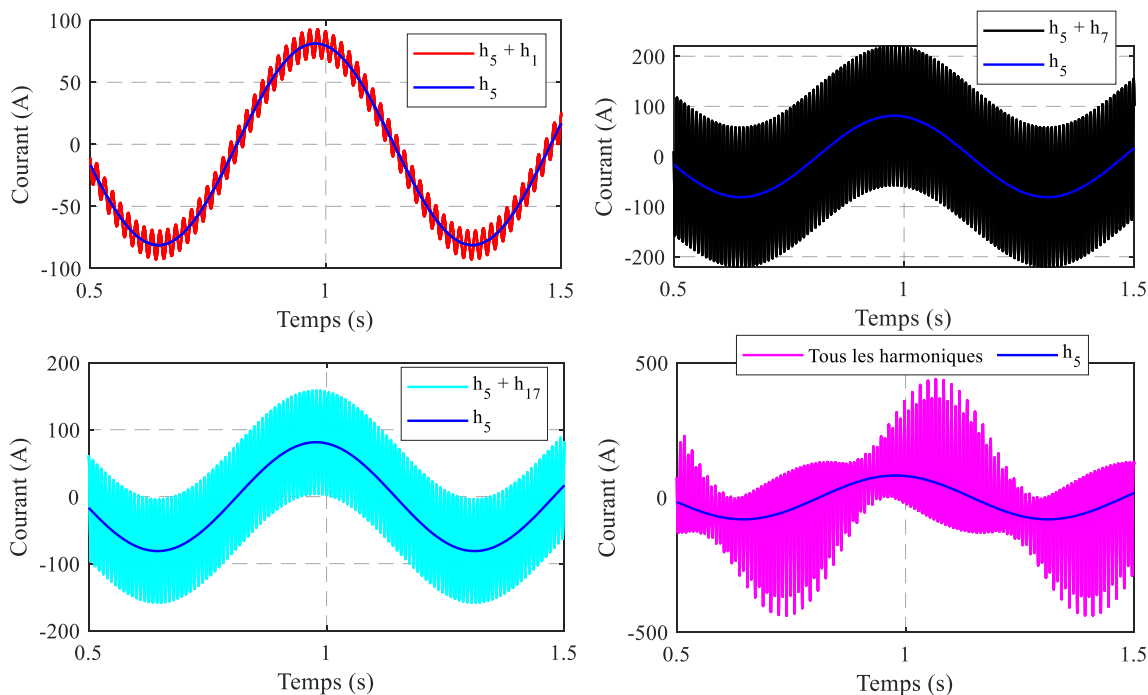 100
50
0
-50
-100
0.5
1
1.5
Courant (A)
Temps (s)
h₅ + h₁
h₅
200
100
0
-100
-200
0.5
1
1.5
Courant (A)
Temps (s)
h₅ + h₇
h₅
200
100
0
-100
-200
0.5
1
1.5
Courant (A)
Temps (s)
h₅ + h₁₇
h₅
500
0
-500
0.5
1
1.5
Courant (A)
Temps (s)
Tous les harmoniques h₅